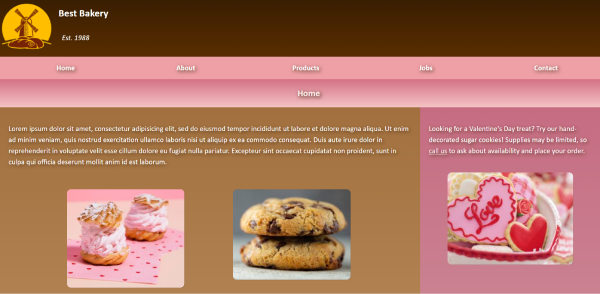 Best Bakery
Est. 1988
Home About Products Jobs Contact
Home
Lorem ipsum dolor sit amet, consectetur adipisicing elit, sed do eiusmod tempor incididunt ut labore et dolore magna aliqua. Ut enim
ad minim veniam, quis nostrud exercitation ullamco laboris nisi ut aliquip ex ea commodo consequat. Duis aute irure dolor in
reprehenderit in voluptate velit esse cillum dolore eu fugiat nulla pariatur. Excepteur sint occaecat cupidatat non proident, sunt in
culpa qui officia deserunt mollit anim id est laborum.
Looking for a Valentine's Day treat? Try our hand-
decorated sugar cookies! Supplies may be limited, so
call us to ask about availability and place your order.
Love